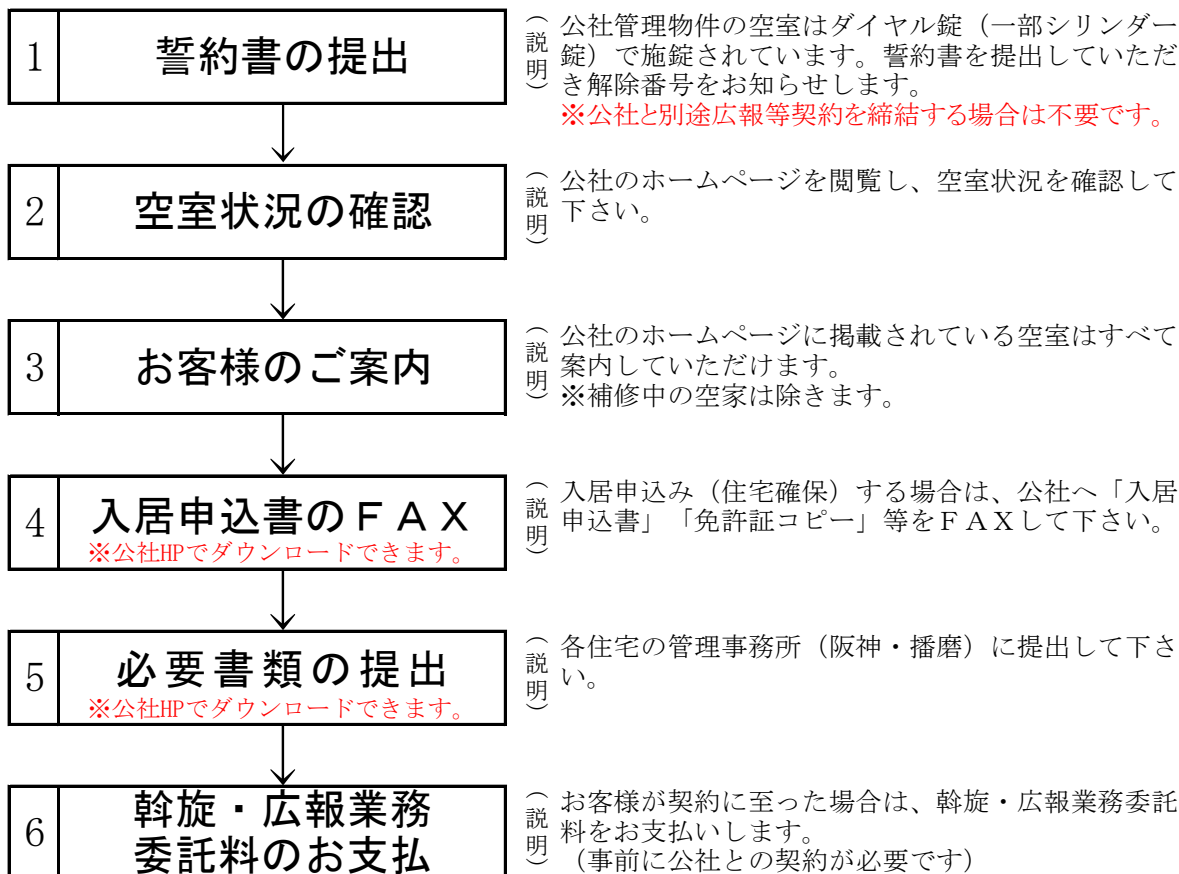 1
誓約書の提出
（説明）
公社管理物件の空室はダイヤル錠（一部シリンダー
錠）で施錠されています。誓約書を提出していただ
き解除番号をお知らせします。
※公社と別途広報等契約を締結する場合は不要です。
2
空室状況の確認
（説明）
公社のホームページを閲覧し、空室状況を確認して
下さい。
3
お客様のご案内
（説明）
公社のホームページに掲載されている空室はすべて
案内していただけます。
※補修中の空家は除きます。
4
入居申込書のＦＡＸ
※公社HPでダウンロードできます。
（説明）
入居申込み（住宅確保）する場合は、公社へ「入居
申込書」「免許証コピー」等をＦＡＸして下さい。
5
必要書類の提出
※公社HPでダウンロードできます。
（説明）
各住宅の管理事務所（阪神・播磨）に提出して下さ
い。
6
斡旋・広報業務
委託料のお支払
（説明）
お客様が契約に至った場合は、斡旋・広報業務委託
料をお支払いします。
（事前に公社との契約が必要です）